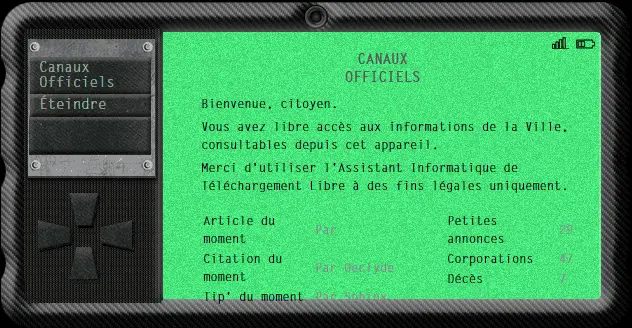 Canaux
Officiels
Éteindre
CANAUX
OFFICIELS
Bienvenue, citoyen.
Vous avez libre accès aux informations de la Ville,
consultables depuis cet appareil.
Merci d'utiliser l'Assistant Informatique de
Téléchargement Libre à des fins légales uniquement.
Article du
moment
Par
Citation du
moment
Par Declyde
Tip' du moment
Par Sphinx
Petites
annonces
29
Corporations
47
Décès
7